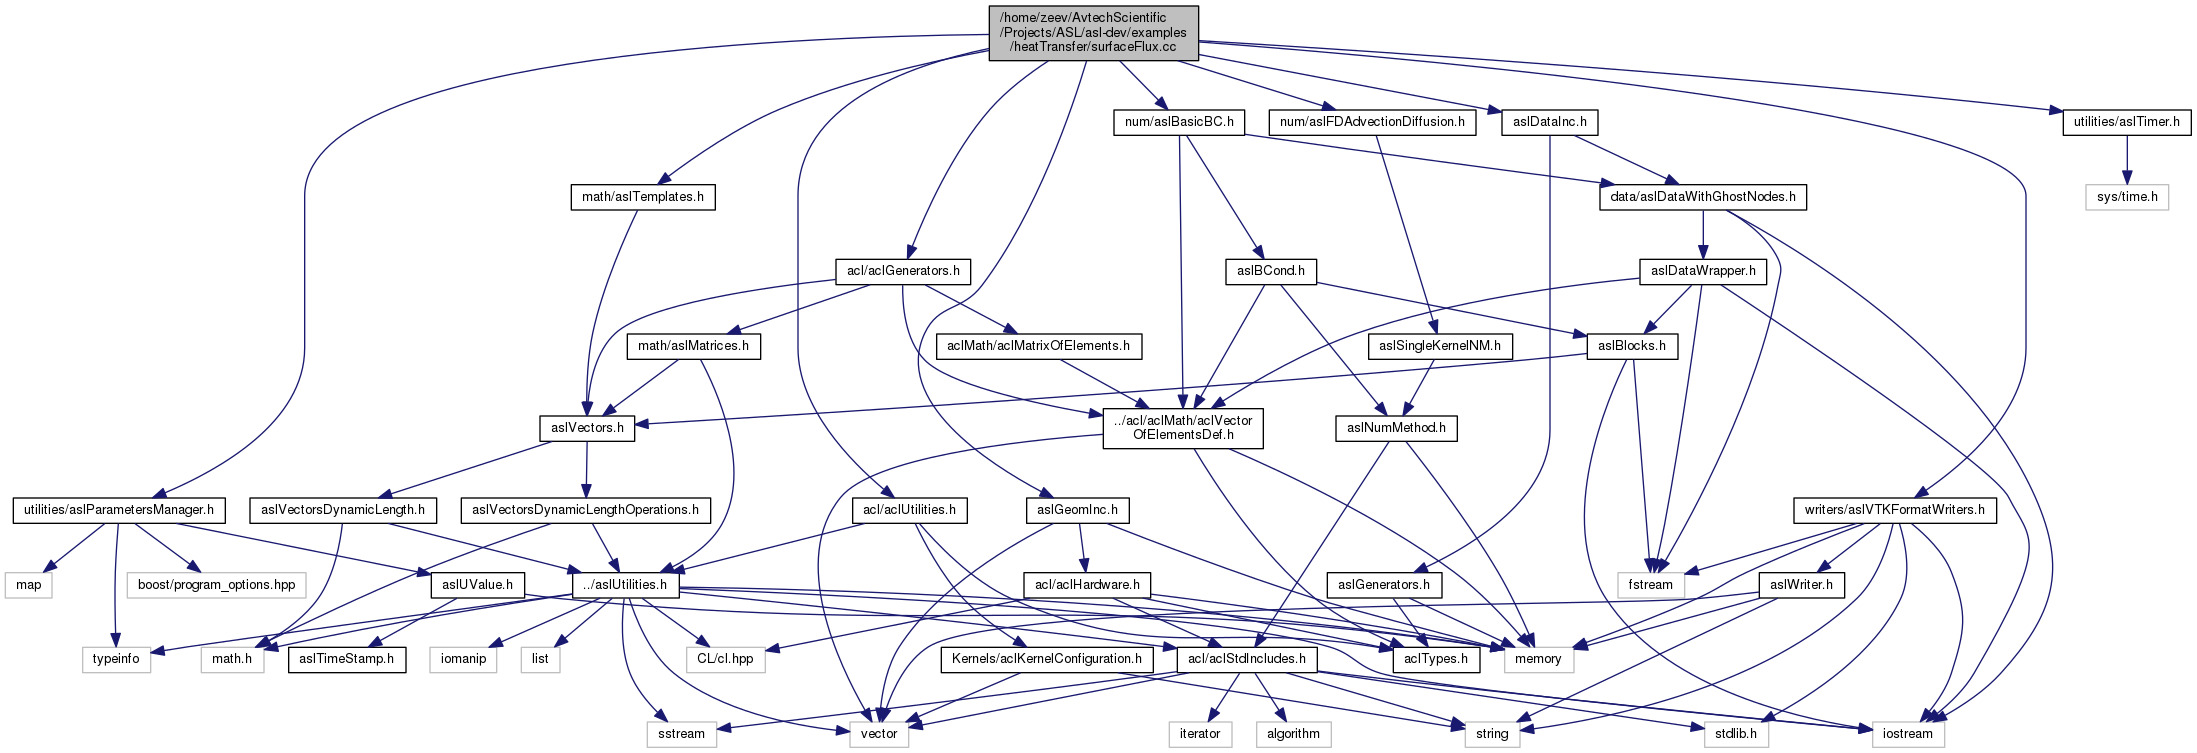 /home/zeev/AvtechScientific
/Projects/ASL/asl-dev/examples
/heatTransfer/surfaceFlux.cc
num/aslBasicBC.h
num/aslFDAdvectionDiffusion.h
aslDataInc.h
utilities/aslTimer.h
math/aslTemplates.h
data/aslDataWithGhostNodes.h
sys/time.h
acl/aclGenerators.h
aslBCond.h
aslDataWrapper.h
math/aslMatrices.h
aclMath/aclMatrixOfElements.h
aslSingleKernelNM.h
aslBlocks.h
aslVectors.h
../acl/aclMath/aclVector
OfElementsDef.h
aslNumMethod.h
utilities/aslParametersManager.h
aslVectorsDynamicLength.h
aslVectorsDynamicLengthOperations.h
acl/aclUtilities.h
aslGeomInc.h
writers/aslVTKFormatWriters.h
map
boost/program_options.hpp
aslUValue.h
../aslUtilities.h
acl/aclHardware.h
aslGenerators.h
fstream
aslWriter.h
typeinfo
math.h
aslTimeStamp.h
iomanip
list
CL/cl.hpp
Kernels/aclKernelConfiguration.h
acl/aclStdIncludes.h
aclTypes.h
memory
sstream
vector
iterator
algorithm
string
stdlib.h
iostream